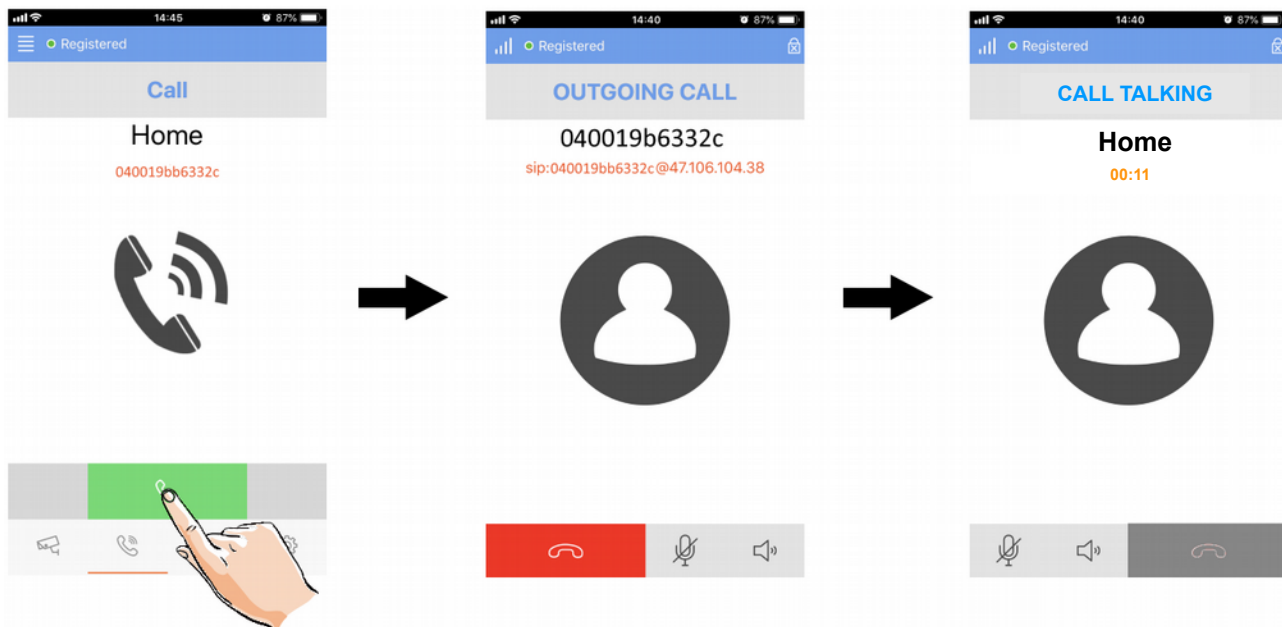 14:45
87%
Registered
Call
Home
040019bb6332c
14:40
87%
Registered
OUTGOING CALL
040019b6332c
sip:040019bb6332c@47.106.104.38
14:40
87%
Registered
CALL TALKING
Home
00:11